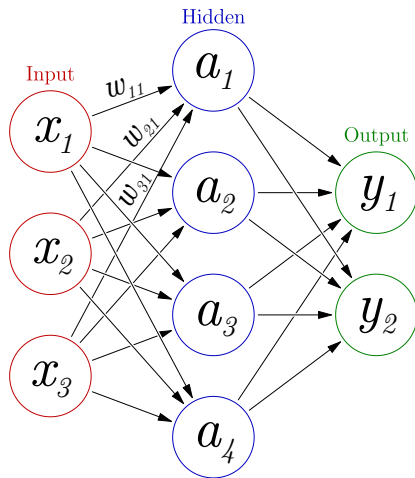 Hidden
Input
Output
w11
w21
w31
x1
x2
x3
a1
a2
a3
a4
y1
y2